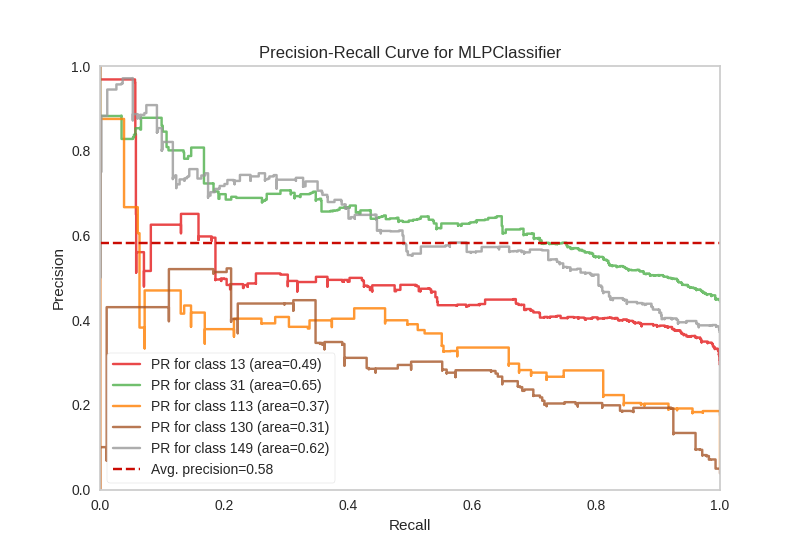 Precision-Recall Curve for MLPClassifier
1.0
0.8
0.6
0.4
0.2
0.0
Precision
PR for class 13 (area=0.49)
PR for class 31 (area=0.65)
PR for class 113 (area=0.37)
PR for class 130 (area=0.31)
PR for class 149 (area=0.62)
Avg. precision=0.58
0.0 0.2 0.4 0.6 0.8 1.0
Recall